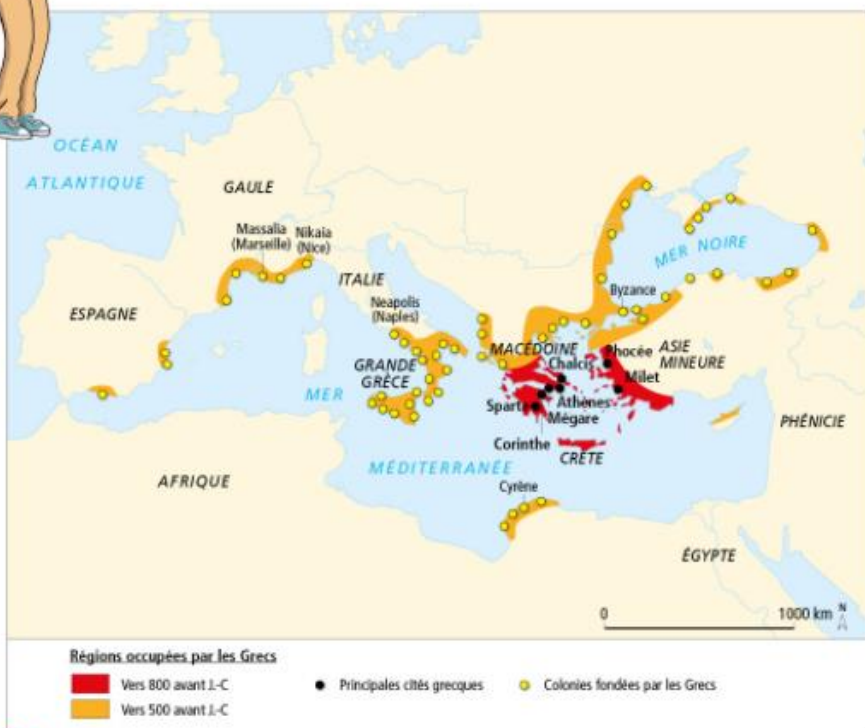 OCÉAN
ATLANTIQUE
GAULE
Massalia
(Marseille)
Nikaia
(Nice)
MER NOIRE
ITALIE
Byzance
ESPAGNE
Neapolis
(Naples)
MACÉDOINE
Phocée
ASIE
MINEURE
Chalcis
GRANDE
GRÈCE
Milet
MER
Sparte
Athènes
Mégare
PHÉNICIE
Corinthe
CRÈTE
MÉDITERRANÉE
AFRIQUE
Cyrène
ÉGYPTE
0 1000 km N
Régions occupées par les Grecs
Vers 800 avant J.-C
Principales cités grecques
Colonies fondées par les Grecs
Vers 500 avant J.-C